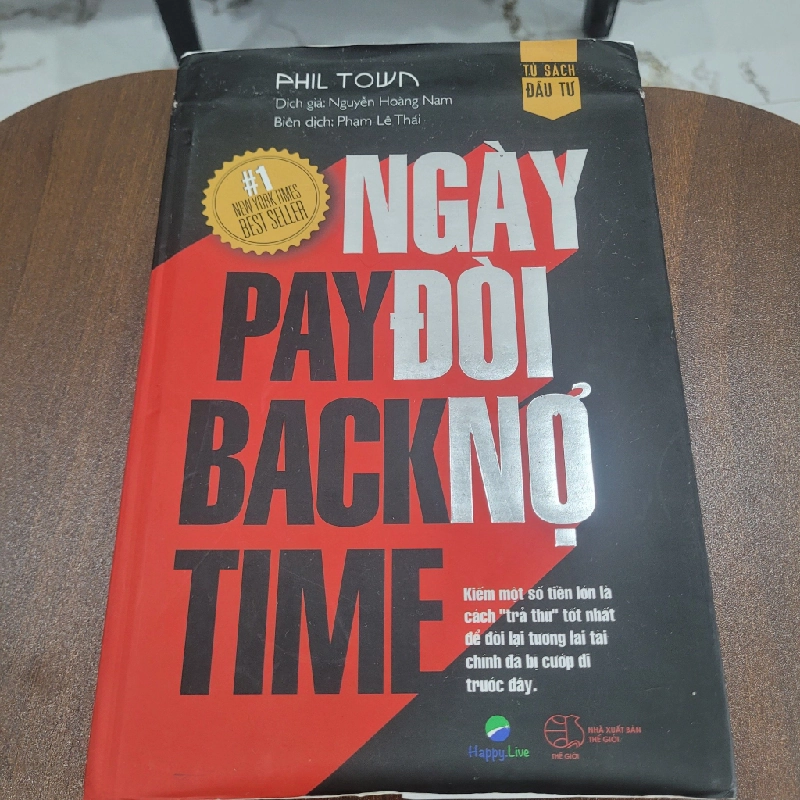 PHIL TOWN
Dịch giả: Nguyễn Hoàng Nam
Biên dịch: Phạm Lê Thái
TỦ SÁCH
ĐẦU TƯ
#1
NEW YORK TIMES
BEST SELLER
NGÀY
PAY ĐÒI
BACK NỢ
TIME
Kiếm một số tiền lớn là
cách "trả thù" tốt nhất
để đòi lại tương lai tài
chính đã bị cướp đi
trước đây.
Happy.Live
THẾ GIỚI
NHÀ XUẤT BẢN
THẾ GIỚI